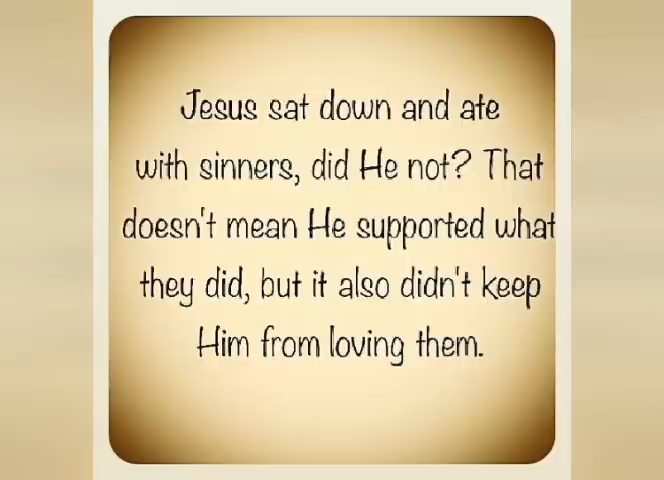 Jesus sat down and ate
with sinners, did He not? That
doesn't mean He supported what
they did, but it also didn't keep
Him from loving them.